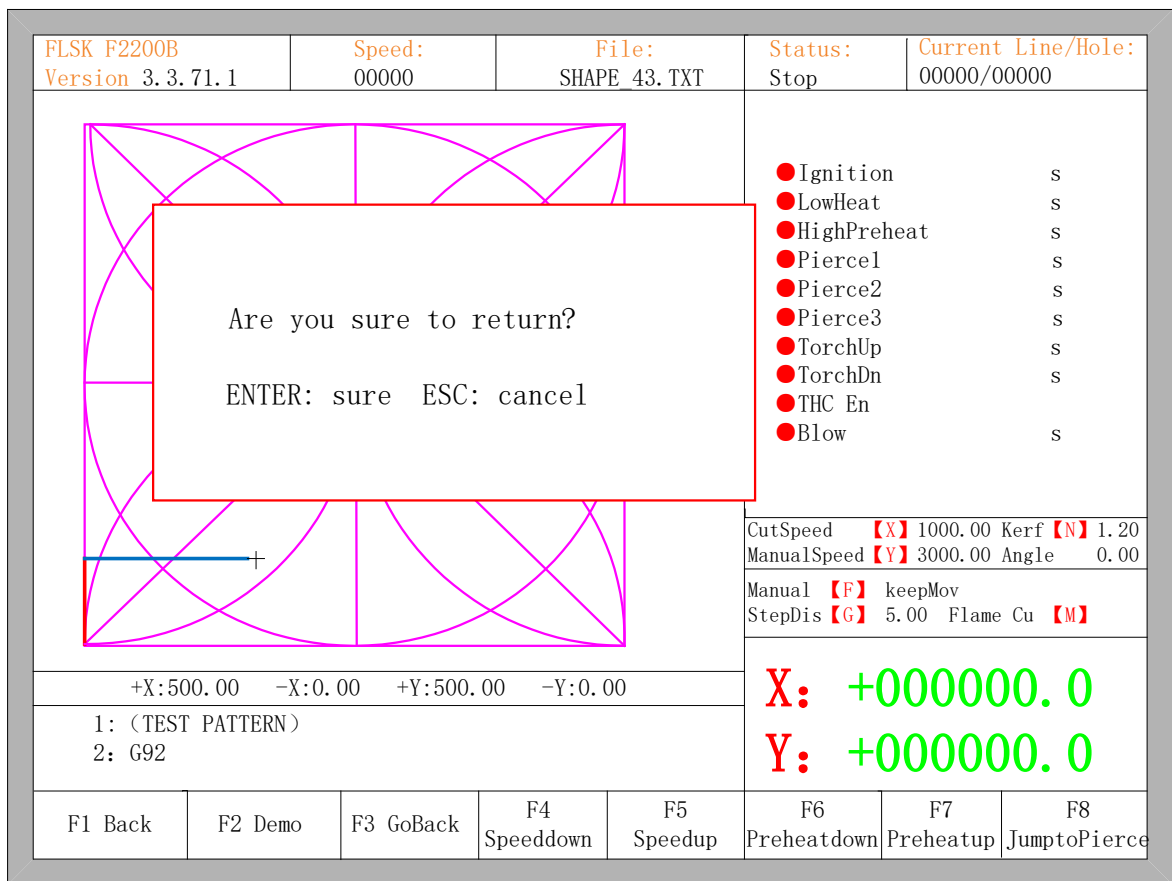 FLSK F2200B
Version 3.3.71.1
Speed:
00000
File:
SHAPE_43.TXT
Status:
Stop
Current Line/Hole:
00000/00000
Are you sure to return?
ENTER: sure ESC: cancel
Ignition s
LowHeat s
HighPreheat s
Pierce1 s
Pierce2 s
Pierce3 s
TorchUp s
TorchDn s
THC En
Blow s
CutSpeed 【X】 1000.00 Kerf 【N】 1.20
ManualSpeed 【Y】 3000.00 Angle 0.00
Manual 【F】 keepMov
StepDis 【G】 5.00 Flame Cu 【M】
+X:500.00 -X:0.00 +Y:500.00 -Y:0.00
1: (TEST PATTERN)
2: G92
X: +000000.0
Y: +000000.0
F1 Back
F2 Demo
F3 GoBack
F4
Speeddown
F5
Speedup
F6
Preheatdown
F7
Preheatup
F8
JumptoPierce